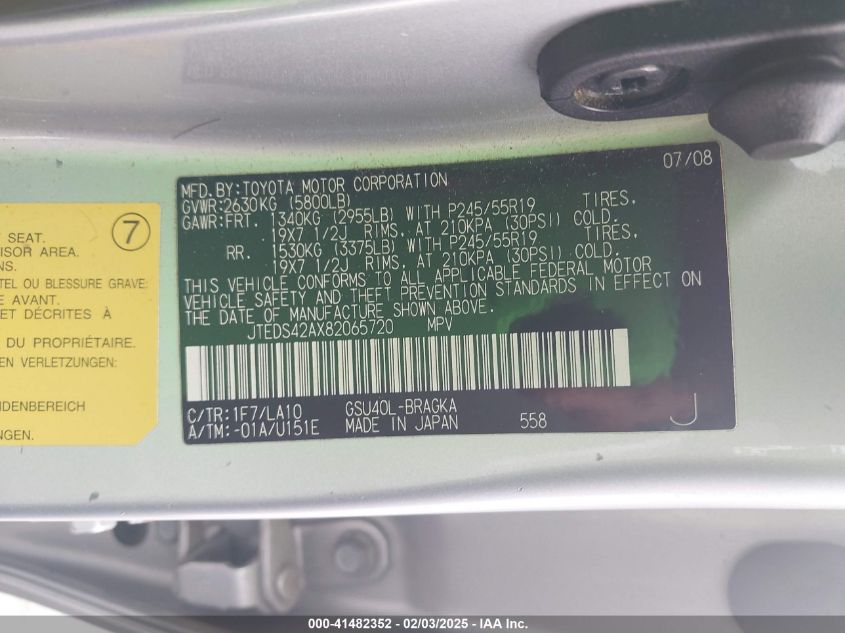 07/08
MFD.BY:TOYOTA MOTOR CORPORATION
GVWR:2630KG (5800LB)
GAWR:FRT. 1340KG (2955LB) WITH P245/55R19 TIRES,
19X7 1/2J RIMS, AT 210KPA (30PSI) COLD.
RR. 1530KG (3375LB) WITH P245/55R19 TIRES,
19X7 1/2J RIMS, AT 210KPA (30PSI) COLD.
THIS VEHICLE CONFORMS TO ALL APPLICABLE FEDERAL MOTOR
VEHICLE SAFETY AND THEFT PREVENTION STANDARDS IN EFFECT ON
THE DATE OF MANUFACTURE SHOWN ABOVE.
JTEDS42AX82065720 MPV
C/TR:1F7/LA10 GSU40L-BRAGKA
A/TM:-01A/U151E MADE IN JAPAN 558 J
7
SEAT.
ISOR AREA.
NS.
TEL OU BLESSURE GRAVE:
E AVANT.
ET DÉCRITES À
DU PROPRIÉTAIRE.
EN VERLETZUNGEN:
NDENBEREICH
NGEN.
000-41482352 - 02/03/2025 - IAA Inc.